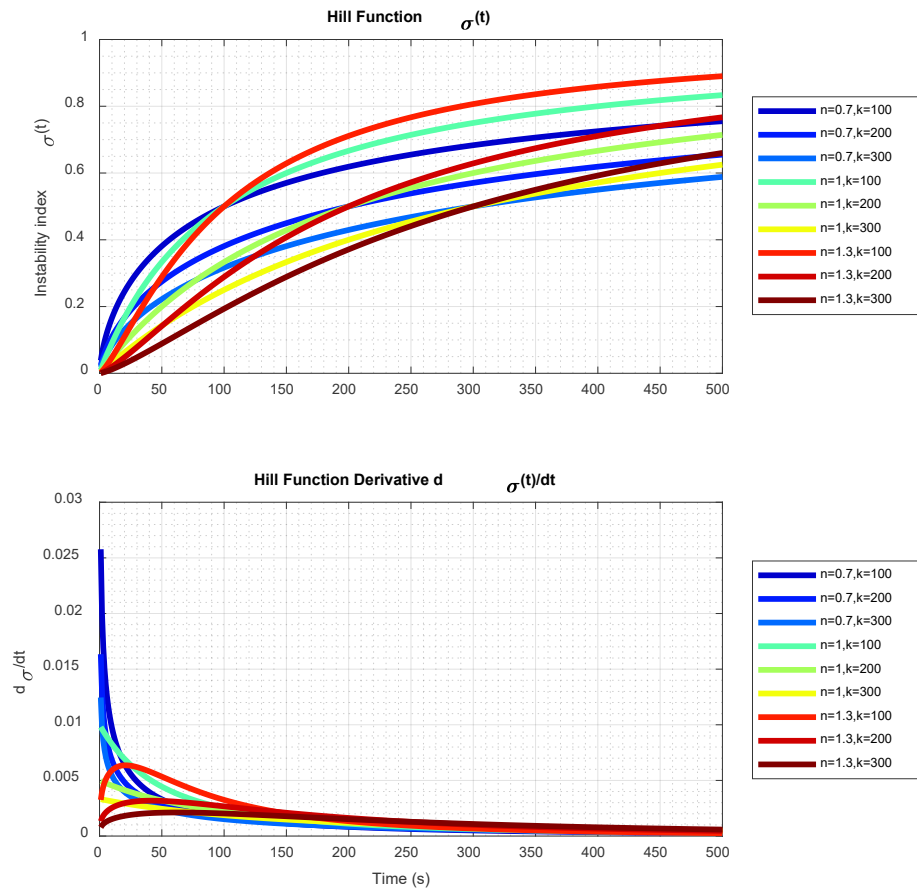 Hill Function σ(t)
1
0.8
0.6
0.4
0.2
0
Instability index σ(t)
0 50 100 150 200 250 300 350 400 450 500
n=0.7,k=100
n=0.7,k=200
n=0.7,k=300
n=1,k=100
n=1,k=200
n=1,k=300
n=1.3,k=100
n=1.3,k=200
n=1.3,k=300
Hill Function Derivative d σ(t)/dt
0.03
0.025
0.02
0.015
0.01
0.005
0
d σ/dt
0 50 100 150 200 250 300 350 400 450 500
Time (s)
n=0.7,k=100
n=0.7,k=200
n=0.7,k=300
n=1,k=100
n=1,k=200
n=1,k=300
n=1.3,k=100
n=1.3,k=200
n=1.3,k=300